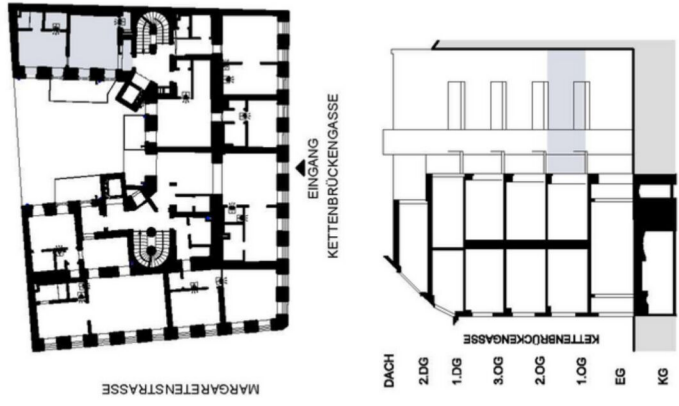 EINGANG
KETTENBRÜCKENGASSE
MARGARETENSTRASSE
KETTENBRÜCKENGASSE
DACH
2.DG
1.DG
3.OG
2.OG
1.OG
EG
KG